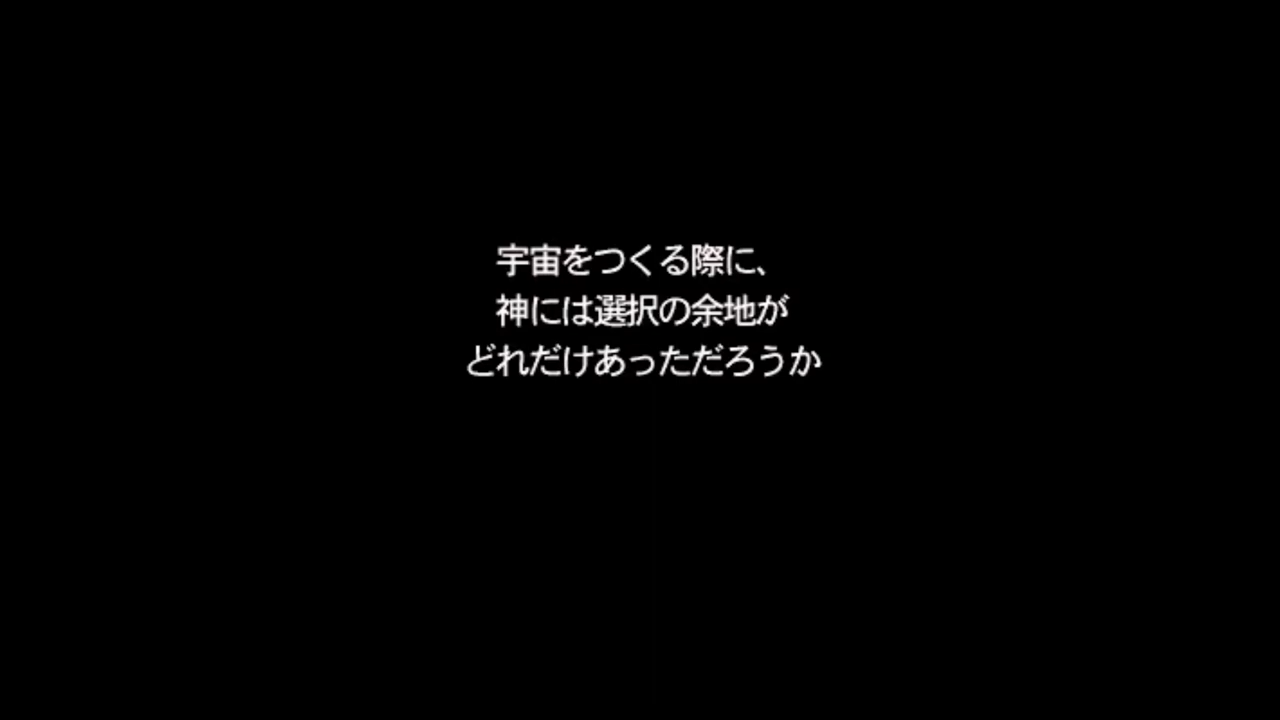 宇宙をつくる際に、
神には選択の余地が
どれだけあっただろうか